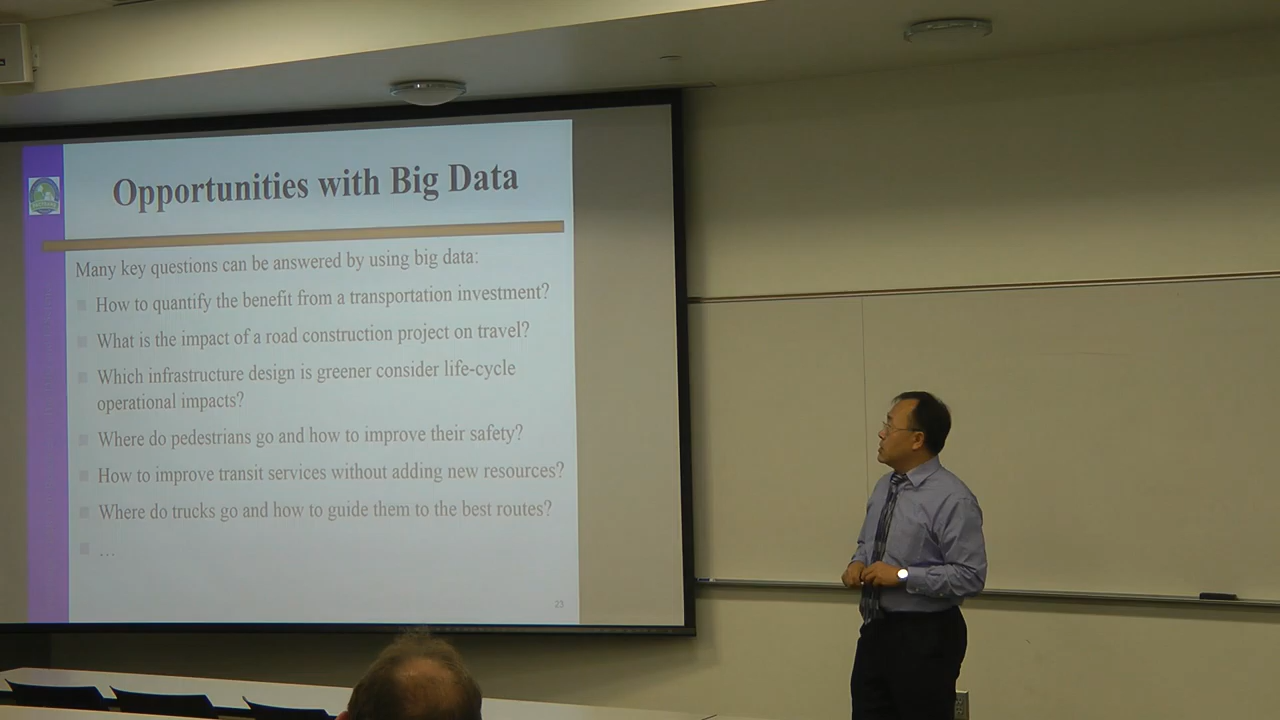 Opportunities with Big Data
Many key questions can be answered by using big data:
How to quantify the benefit from a transportation investment?
What is the impact of a road construction project on travel?
Which infrastructure design is greener consider life-cycle
operational impacts?
Where do pedestrians go and how to improve their safety?
How to improve transit services without adding new resources?
Where do trucks go and how to guide them to the best routes?
…
23